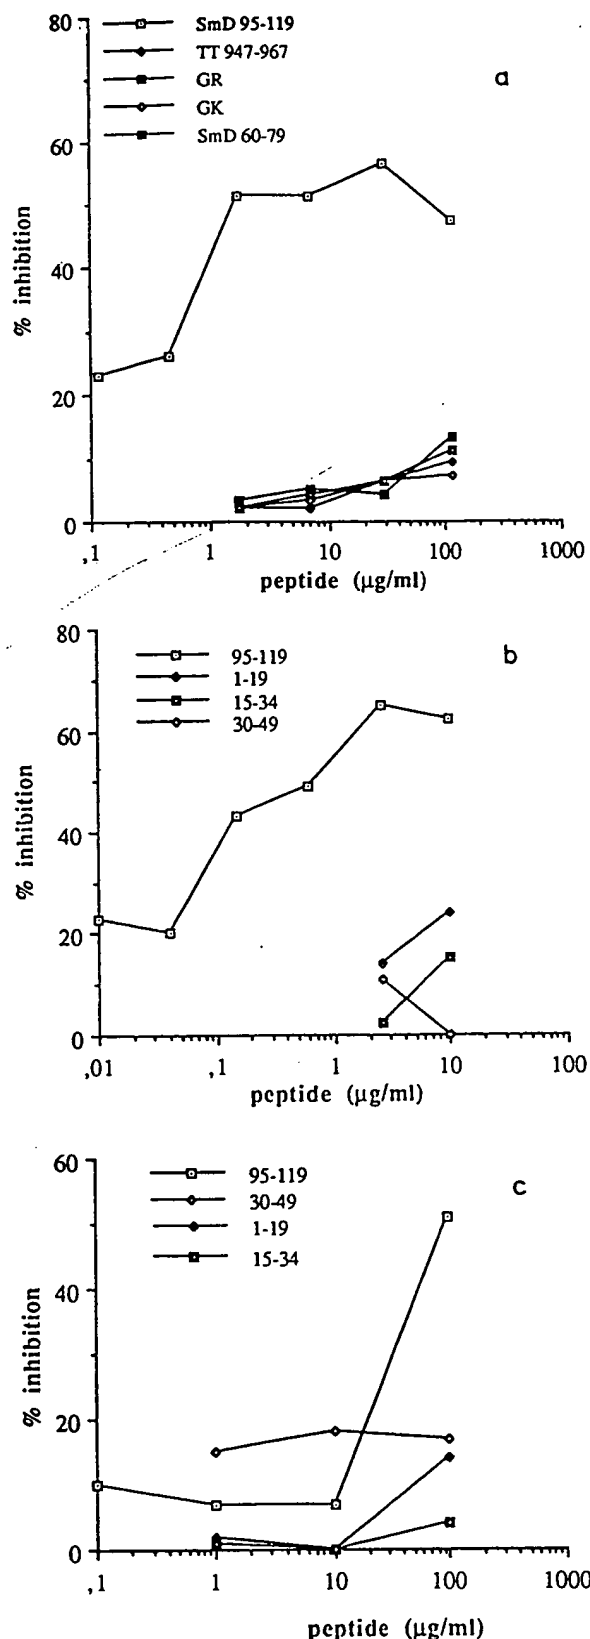 80
SmD 95-119
TT 947-967
a
GR
GK
SmD 60-79
60
40
20
0
% inhibition
,1 1 10 100 1000
peptide (µg/ml)
80
95-119
b
1-19
15-34
30-49
60
40
20
0
% inhibition
,01 ,1 1 10 100
peptide (µg/ml)
60
95-119
c
30-49
1-19
15-34
40
20
0
% inhibition
,1 1 10 100 1000
peptide (µg/ml)